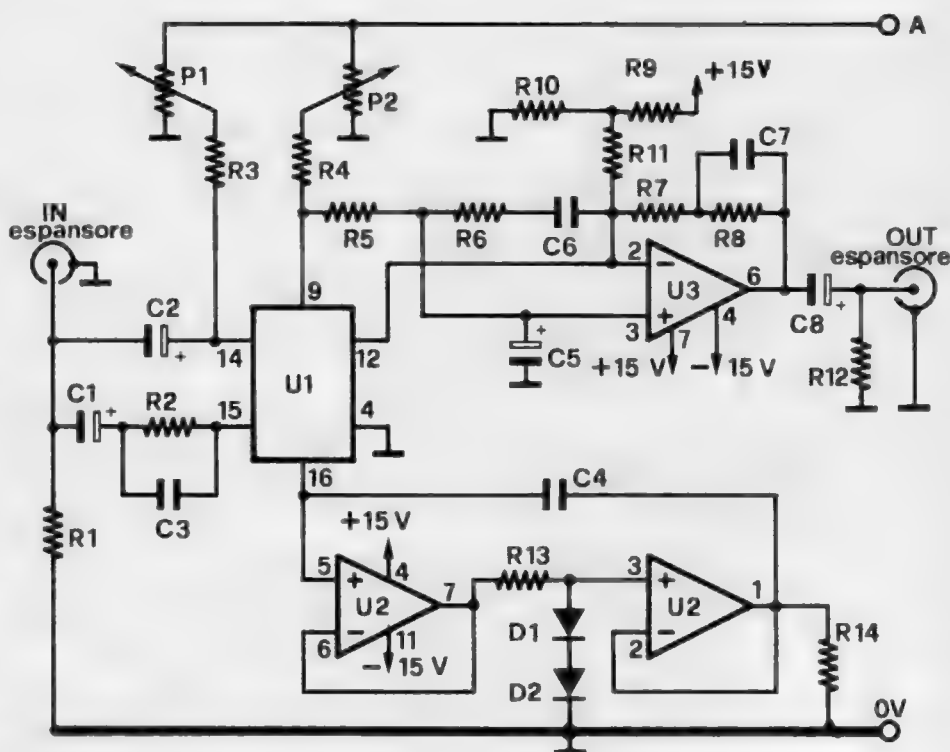 A
P1
P2
+15V
R10
R9
C7
R3
R4
R11
R7
R8
IN
espansore
R5
R6
C6
OUT
espansore
C2
+
14
9
12
2
−
U3
+
3
6
7
4
C8
+
+
C5
+15 V
−15 V
R12
U1
C1
+
R2
15
4
C3
16
C4
R1
+15 V
5
+
4
U2
7
6
−
11
−15 V
R13
D1
D2
3
+
U2
1
2
−
R14
0V